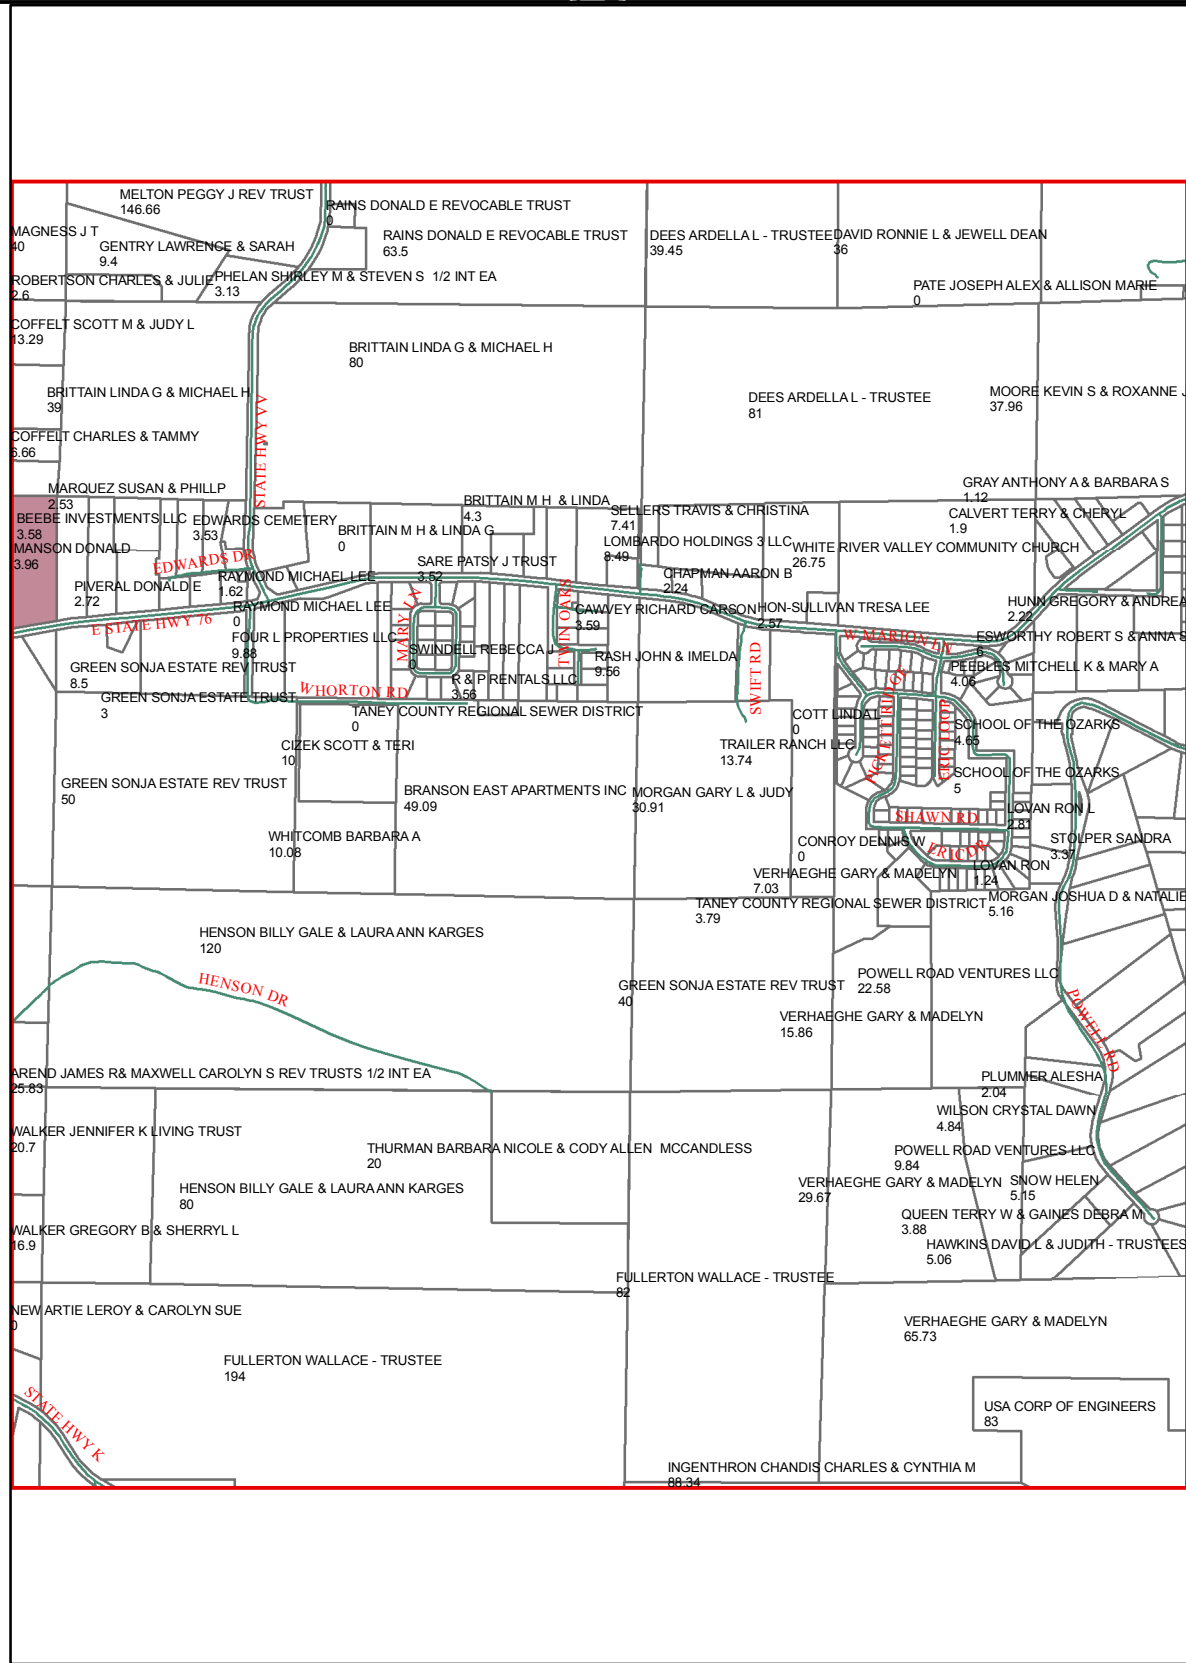 MELTON PEGGY J REV TRUST
146.66
RAINS DONALD E REVOCABLE TRUST
0
MAGNESS J T
40
GENTRY LAWRENCE & SARAH
9.4
RAINS DONALD E REVOCABLE TRUST
63.5
DEES ARDELLA L - TRUSTEE
39.45
DAVID RONNIE L & JEWELL DEAN
36
ROBERTSON CHARLES & JULIE
2.6
PHELAN SHIRLEY M & STEVEN S 1/2 INT EA
3.13
PATE JOSEPH ALEX & ALLISON MARIE
0
COFFELT SCOTT M & JUDY L
13.29
BRITTAIN LINDA G & MICHAEL H
80
BRITTAIN LINDA G & MICHAEL H
39
STATE HWY VV
DEES ARDELLA L - TRUSTEE
81
MOORE KEVIN S & ROXANNE J
37.96
COFFELT CHARLES & TAMMY
6.66
MARQUEZ SUSAN & PHILLP
2.53
BRITTAIN M H & LINDA
4.3
GRAY ANTHONY A & BARBARA S
1.12
BEEBE INVESTMENTS LLC
3.58
EDWARDS CEMETERY
3.53
BRITTAIN M H & LINDA G
0
SELLERS TRAVIS & CHRISTINA
7.41
CALVERT TERRY & CHERYL
1.9
MANSON DONALD
3.96
EDWARDS DR
LOMBARDO HOLDINGS 3 LLC
8.49
WHITE RIVER VALLEY COMMUNITY CHURCH
26.75
SARE PATSY J TRUST
3.52
PIVERAL DONALD E
2.72
RAYMOND MICHAEL LEE
1.62
CHAPMAN AARON B
2.24
RAYMOND MICHAEL LEE
0
MARY LN
TWIN OAKS
CAWVEY RICHARD CARSON
3.59
HON-SULLIVAN TRESA LEE
2.57
HUNN GREGORY & ANDREA
2.22
E STATE HWY 76
FOUR L PROPERTIES LLC
9.88
SWINDELL REBECCA J
0
W MARION LN
ESWORTHY ROBERT S & ANNA S
6
GREEN SONJA ESTATE REV TRUST
8.5
RASH JOHN & IMELDA
9.56
SWIFT RD
PEEBLES MITCHELL K & MARY A
4.06
GREEN SONJA ESTATE TRUST
3
WHORTON RD
R & P RENTALS LLC
3.56
TANEY COUNTY REGIONAL SEWER DISTRICT
0
COTT LINDA L
0
PICKETT RIDGE
ERIC LOOP
SCHOOL OF THE OZARKS
4.65
CIZEK SCOTT & TERI
10
TRAILER RANCH LLC
13.74
SCHOOL OF THE OZARKS
5
GREEN SONJA ESTATE REV TRUST
50
BRANSON EAST APARTMENTS INC
49.09
MORGAN GARY L & JUDY
30.91
SHAWN RD
LOVAN RON L
2.81
WHITCOMB BARBARA A
10.08
CONROY DENNIS W
0
ERIC DR
STOLPER SANDRA
3.37
VERHAEGHE GARY & MADELYN
7.03
LOVAN RON
1.24
TANEY COUNTY REGIONAL SEWER DISTRICT
3.79
MORGAN JOSHUA D & NATALIE
5.16
HENSON BILLY GALE & LAURA ANN KARGES
120
HENSON DR
GREEN SONJA ESTATE REV TRUST
40
POWELL ROAD VENTURES LLC
22.58
VERHAEGHE GARY & MADELYN
15.86
POWELL RD
AREND JAMES R& MAXWELL CAROLYN S REV TRUSTS 1/2 INT EA
25.83
PLUMMER ALESHA
2.04
WILSON CRYSTAL DAWN
4.84
WALKER JENNIFER K LIVING TRUST
20.7
THURMAN BARBARA NICOLE & CODY ALLEN MCCANDLESS
20
POWELL ROAD VENTURES LLC
9.84
HENSON BILLY GALE & LAURA ANN KARGES
80
VERHAEGHE GARY & MADELYN
29.67
SNOW HELEN
5.15
QUEEN TERRY W & GAINES DEBRA M
3.88
WALKER GREGORY B & SHERRYL L
16.9
HAWKINS DAVID L & JUDITH - TRUSTEES
5.06
FULLERTON WALLACE - TRUSTEE
82
NEW ARTIE LEROY & CAROLYN SUE
0
VERHAEGHE GARY & MADELYN
65.73
FULLERTON WALLACE - TRUSTEE
194
STATE HWY K
USA CORP OF ENGINEERS
83
INGENTHRON CHANDIS CHARLES & CYNTHIA M
88.34